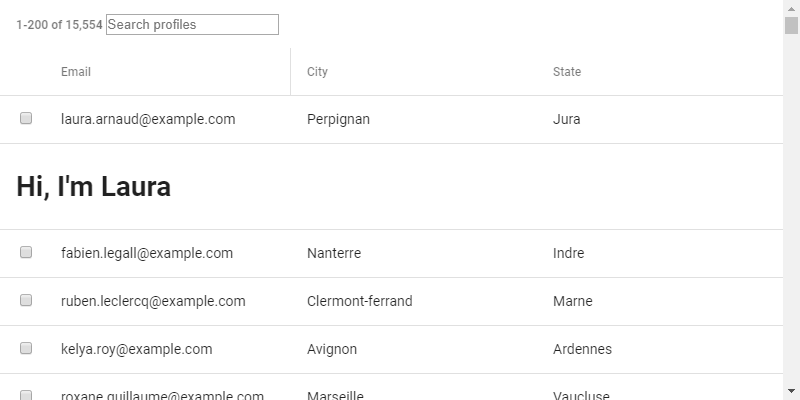 1-200 of 15,554 Search profiles
Email City State
laura.arnaud@example.com Perpignan Jura
Hi, I'm Laura
fabien.legall@example.com Nanterre Indre
ruben.leclercq@example.com Clermont-ferrand Marne
kelya.roy@example.com Avignon Ardennes
roxane.guillaume@example.com Marseille Vaucluse